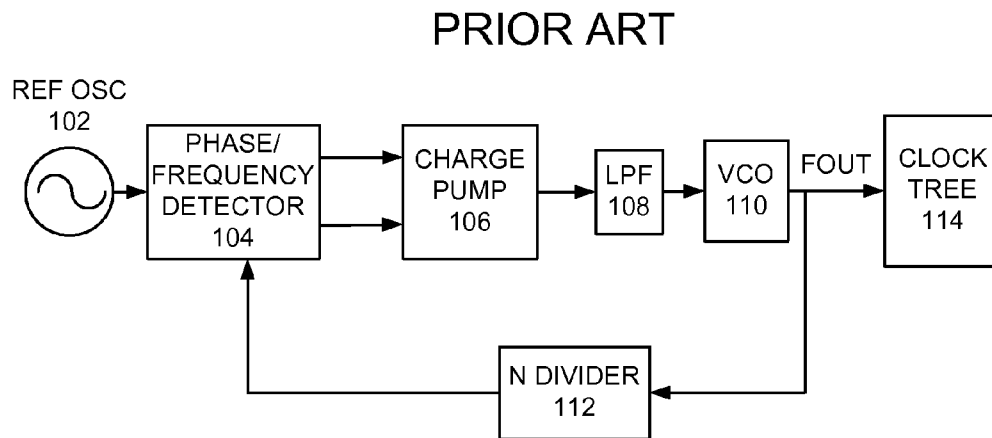 PRIOR ART
REF OSC
102
PHASE/
FREQUENCY
DETECTOR
104
CHARGE
PUMP
106
LPF
108
VCO
110
FOUT
CLOCK
TREE
114
N DIVIDER
112